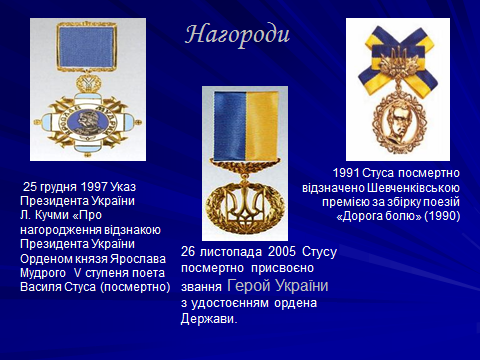 Нагороди
25 грудня 1997 Указ
Президента України
Л. Кучми «Про
нагородження відзнакою
Президента України
Орденом князя Ярослава
Мудрого V ступеня поета
Василя Стуса (посмертно)
26 листопада 2005 Стусу
посмертно присвоєно
звання Герой України
з удостоєнням ордена
Держави.
1991 Стуса посмертно
відзначено Шевченківською
премією за збірку поезій
«Дорога болю» (1990)